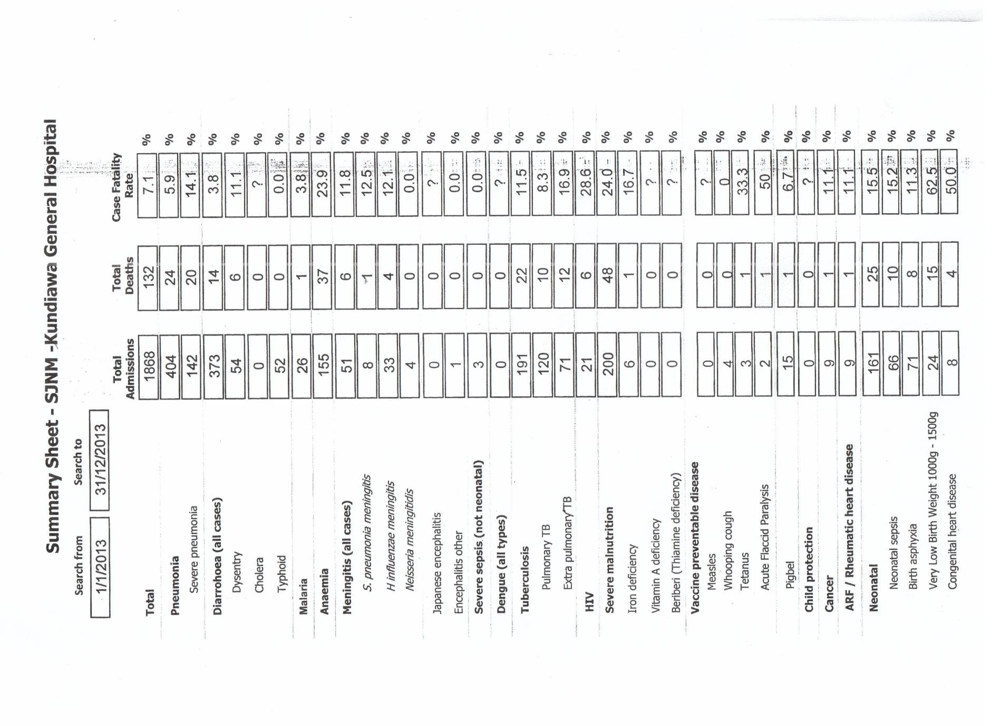 Summary Sheet - SJNM -Kundiawa General Hospital
Search from Search to
1/1/2013 31/12/2013
Total Admissions Total Deaths Case Fatality Rate
Total 1868 132 7.1 %
Pneumonia 404 24 5.9 %
Severe pneumonia 142 20 14.1 %
Diarrohoea (all cases) 373 14 3.8 %
Dysentry 54 6 11.1 %
Cholera 0 0 ? %
Typhoid 52 0 0.0 %
Malaria 26 1 3.8 %
Anaemia 155 37 23.9 %
Meningitis (all cases) 51 6 11.8 %
S. pneumonia meningitis 8 1 12.5 %
H influenzae meningitis 33 4 12.1 %
Neisseria meningitidis 4 0 0.0 %
Japanese encephalitis 0 0 ? %
Encephalitis other 1 0 0.0 %
Severe sepsis (not neonatal) 3 0 0.0 %
Dengue (all types) 0 0 ? %
Tuberculosis 191 22 11.5 %
Pulmonary TB 120 10 8.3 %
Extra pulmonary TB 71 12 16.9 %
HIV 21 6 28.6 %
Severe malnutrition 200 48 24.0 %
Iron deficiency 6 1 16.7 %
Vitamin A deficiency 0 0 ? %
Beriberi (Thiamine deficiency) 0 0 ? %
Vaccine preventable disease
Measles 0 0 ? %
Whooping cough 4 0 0 %
Tetanus 3 1 33.3 %
Acute Flaccid Paralysis 2 1 50 %
Pigbel 15 1 6.7 %
Child protection 0 0 ? %
Cancer 9 1 11.1 %
ARF / Rheumatic heart disease 9 1 11.1 %
Neonatal 161 25 15.5 %
Neonatal sepsis 66 10 15.2 %
Birth asphyxia 71 8 11.3 %
Very Low Birth Weight 1000g - 1500g 24 15 62.5 %
Congenital heart disease 8 4 50.0 %